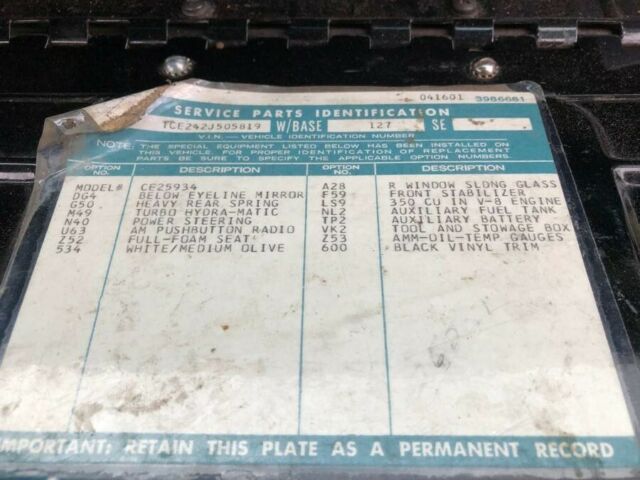 041601 3986681
SERVICE PARTS IDENTIFICATION
TCE242J505819 W/BASE 127 SE
V.I.N.—VEHICLE IDENTIFICATION NUMBER
NOTE: THE SPECIAL EQUIPMENT LISTED BELOW HAS BEEN INSTALLED ON
THIS VEHICLE. FOR PROPER IDENTIFICATION OF REPLACEMENT
PARTS BE SURE TO SPECIFY THE APPLICABLE OPTION NUMBERS.
OPTION NO. DESCRIPTION OPTION NO. DESCRIPTION
MODEL# CE25934 A28 R WINDOW SLDNG GLASS
DG4 BELOW EYELINE MIRROR F59 FRONT STABILIZER
G50 HEAVY REAR SPRING LS9 350 CU IN V-8 ENGINE
M49 TURBO HYDRA-MATIC NL2 AUXILIARY FUEL TANK
N40 POWER STEERING TP2 AUXILIARY BATTERY
U63 AM PUSHBUTTON RADIO VK2 TOOL AND STOWAGE BOX
Z52 FULL-FOAM SEAT Z53 AMM-OIL-TEMP GAUGES
534 WHITE/MEDIUM OLIVE 600 BLACK VINYL TRIM
IMPORTANT: RETAIN THIS PLATE AS A PERMANENT RECORD